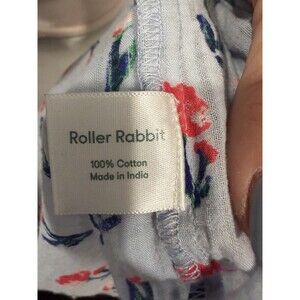 Roller Rabbit
100% Cotton
Made in India